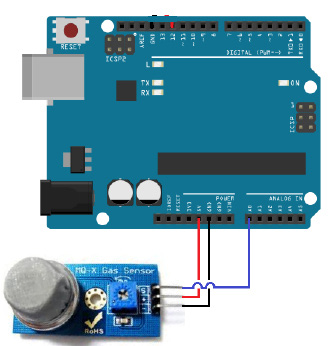 RESET
ICSP2
AREF
GND
13
12
~11
~10
~9
8
7
~6
~5
4
~3
2
TX▸1
RX◂0
DIGITAL (PWM~)
L
TX
RX
ON
ICSP
1
IOREF
RESET
3V3
5V
GND
GND
VIN
POWER
A0
A1
A2
A3
A4
A5
ANALOG IN
MQ-X Gas Sensor
RoHS